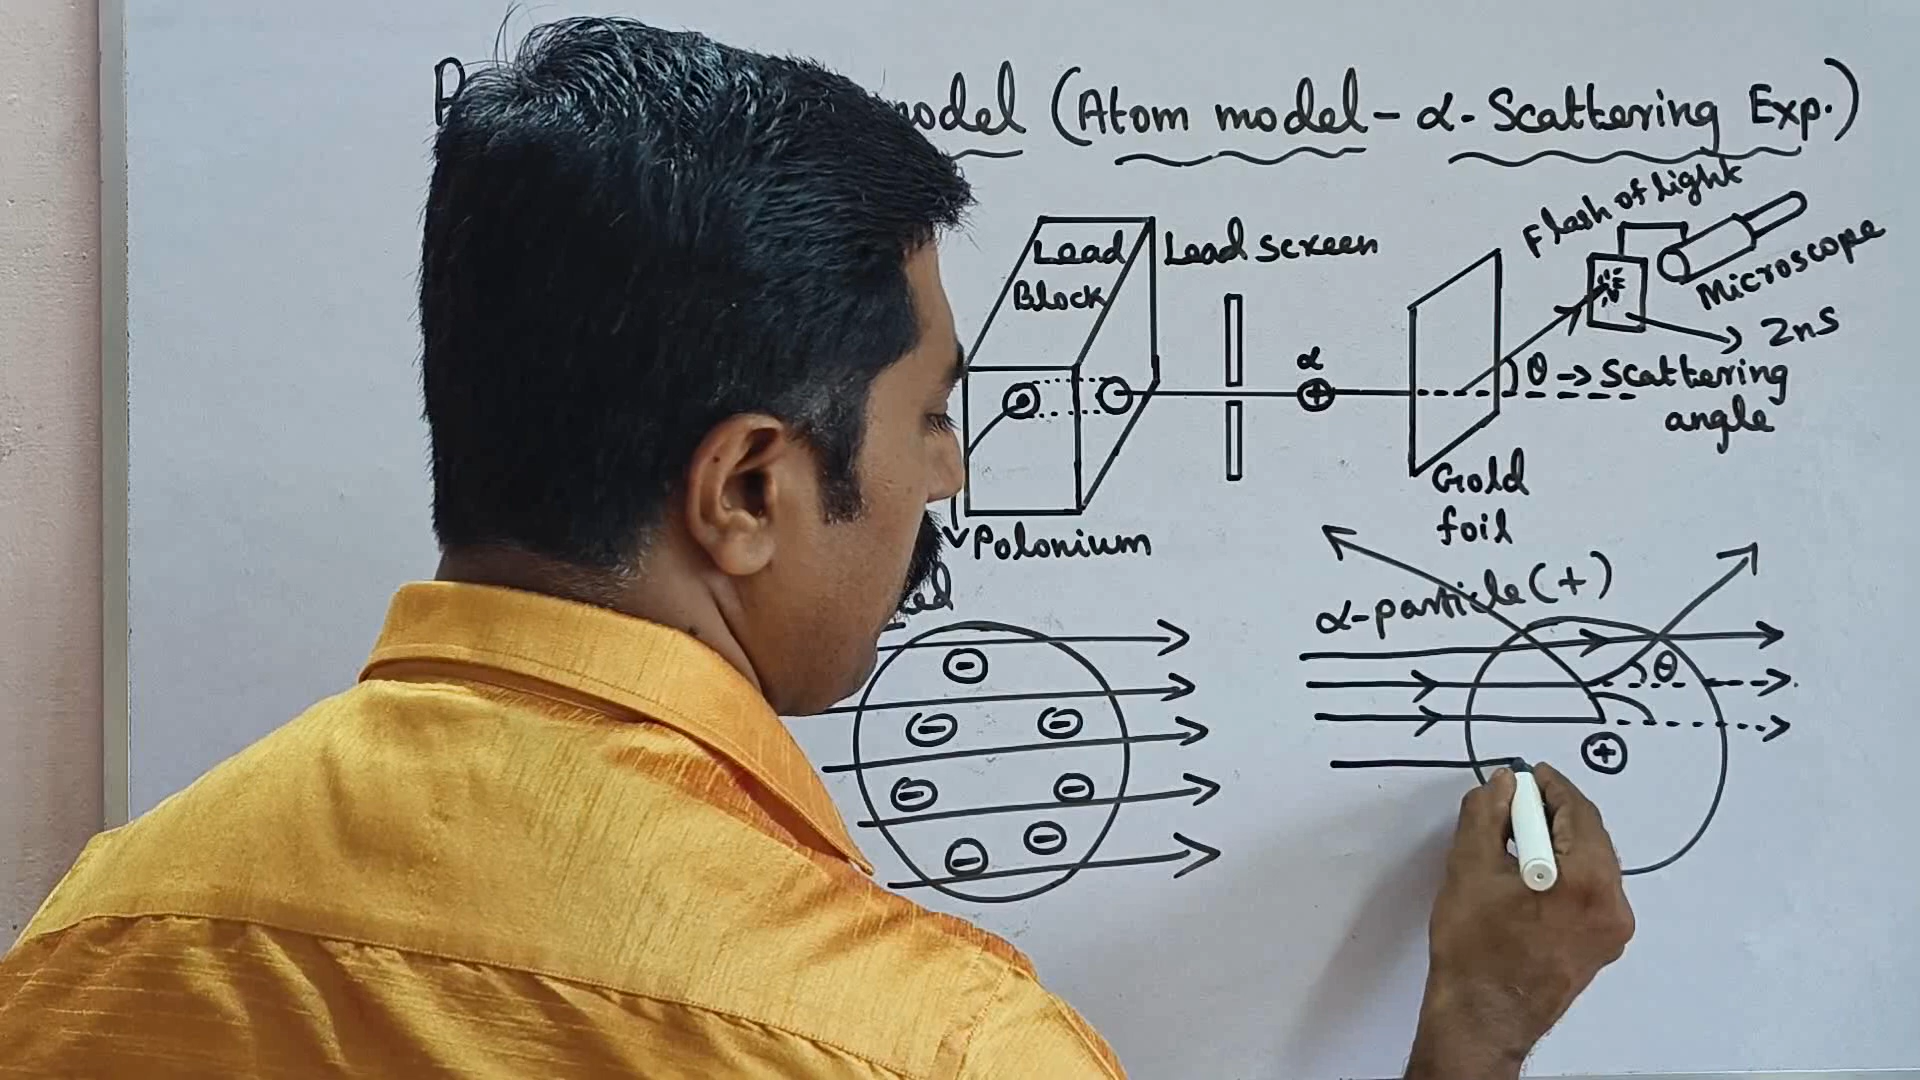 model (Atom model - α - Scattering Exp.)
Flash of light
Lead Block
Lead screen
Microscope
ZnS
α
+
θ → scattering angle
Gold foil
Polonium
α-particle (+)
θ
+